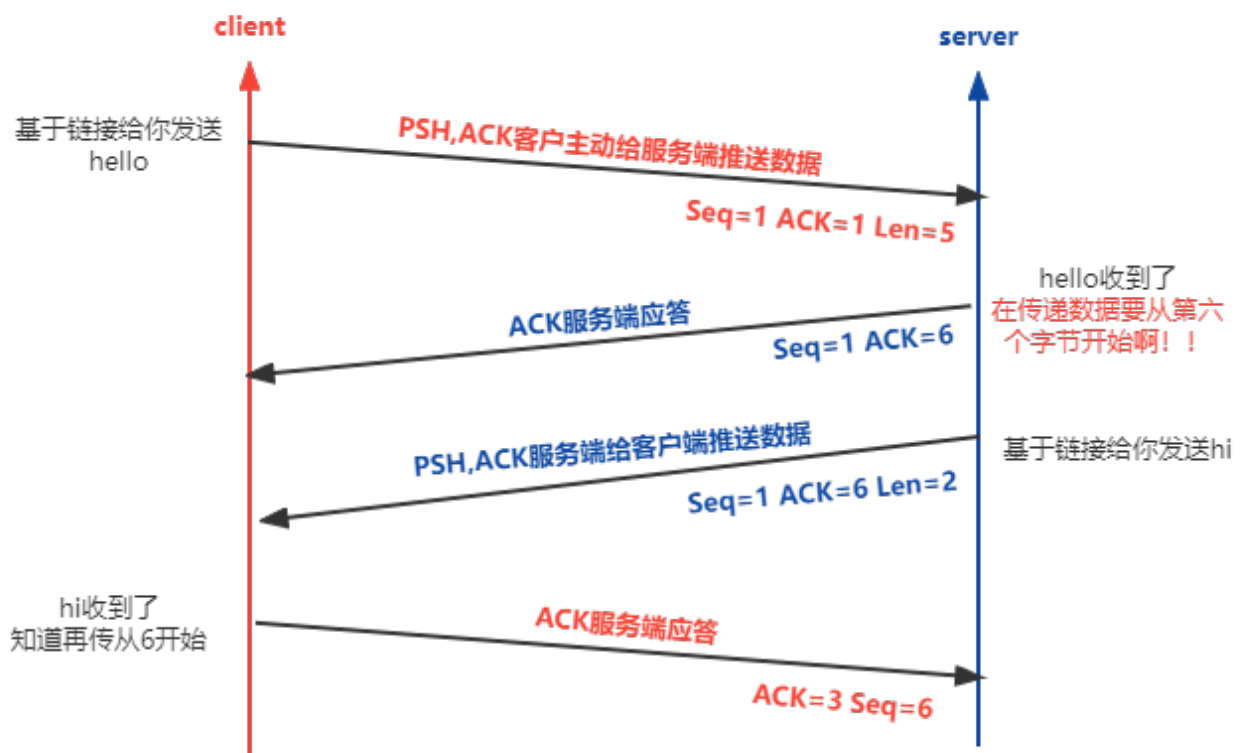 client
server
基于链接给你发送
hello
PSH,ACK客户主动给服务端推送数据
Seq=1 ACK=1 Len=5
hello收到了
在传递数据要从第六
个字节开始啊！！
ACK服务端应答
Seq=1 ACK=6
PSH,ACK服务端给客户端推送数据
基于链接给你发送hi
Seq=1 ACK=6 Len=2
hi收到了
知道再传从6开始
ACK服务端应答
ACK=3 Seq=6